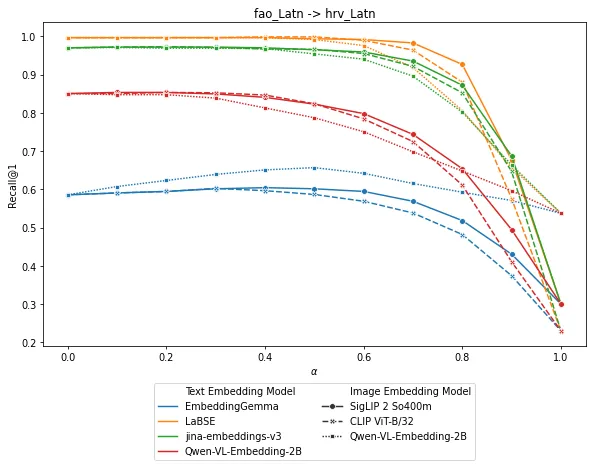 fao_Latn -> hrv_Latn
1.0
0.9
0.8
0.7
0.6
0.5
0.4
0.3
0.2
Recall@1
0.0 0.2 0.4 0.6 0.8 1.0
α
Text Embedding Model Image Embedding Model
EmbeddingGemma SigLIP 2 So400m
LaBSE CLIP ViT-B/32
jina-embeddings-v3 Qwen-VL-Embedding-2B
Qwen-VL-Embedding-2B